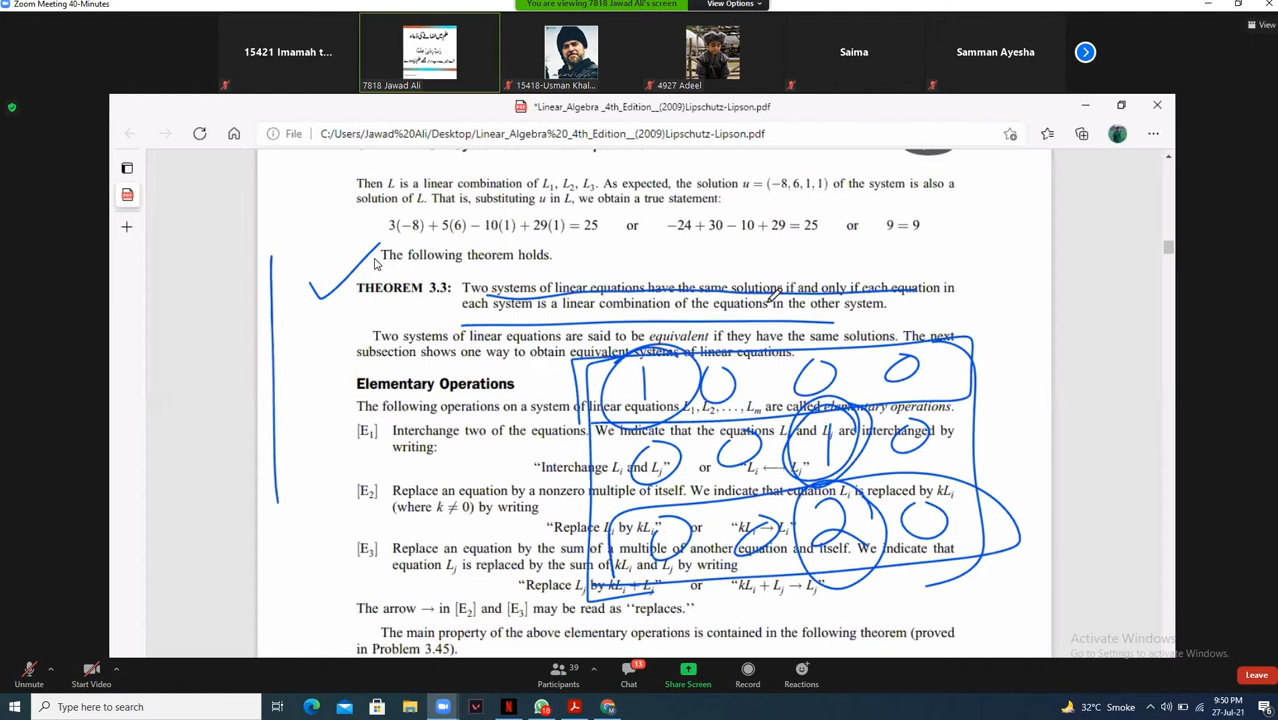 Zoom Meeting 40-Minutes
You are viewing 7818 Jawad Ali's screen
View Options
View
15421 Imamah t...
7818 Jawad Ali
15418-Usman Khal...
4927 Adeel
Saima
Samman Ayesha
*Linear_Algebra _4th_Edition__(2009)Lipschutz-Lipson.pdf
File
C:/Users/Jawad%20Ali/Desktop/Linear_Algebra%20_4th_Edition__(2009)Lipschutz-Lipson.pdf
Then L is a linear combination of L₁, L₂, L₃. As expected, the solution u = (−8, 6, 1, 1) of the system is also a
solution of L. That is, substituting u in L, we obtain a true statement:
3(−8) + 5(6) − 10(1) + 29(1) = 25 or −24 + 30 − 10 + 29 = 25 or 9 = 9
The following theorem holds.
THEOREM 3.3: Two systems of linear equations have the same solutions if and only if each equation in
each system is a linear combination of the equations in the other system.
Two systems of linear equations are said to be equivalent if they have the same solutions. The next
subsection shows one way to obtain equivalent systems of linear equations.
1 0 0 0
Elementary Operations
The following operations on a system of linear equations L₁, L₂, . . . , Lₘ are called elementary operations.
[E₁] Interchange two of the equations. We indicate that the equations Lᵢ and Lⱼ are interchanged by
writing:
0 0 1 0
“Interchange Lᵢ and Lⱼ” or “Lᵢ ⟷ Lⱼ”
[E₂] Replace an equation by a nonzero multiple of itself. We indicate that equation Lᵢ is replaced by kLᵢ
(where k ≠ 0) by writing
“Replace Lᵢ by kLᵢ” or “kLᵢ → Lᵢ”
0 0 2 0
[E₃] Replace an equation by the sum of a multiple of another equation and itself. We indicate that
equation Lⱼ is replaced by the sum of kLᵢ and Lⱼ by writing
“Replace Lⱼ by kLᵢ + Lⱼ” or “kLᵢ + Lⱼ → Lⱼ”
The arrow → in [E₂] and [E₃] may be read as ‘‘replaces.’’
The main property of the above elementary operations is contained in the following theorem (proved
in Problem 3.45).
Activate Windows
Go to Settings to activate Windows.
Unmute
Start Video
39
Participants
13
Chat
Share Screen
Record
Reactions
Leave
Type here to search
18
32°C Smoke
9:50 PM
27-Jul-21
6